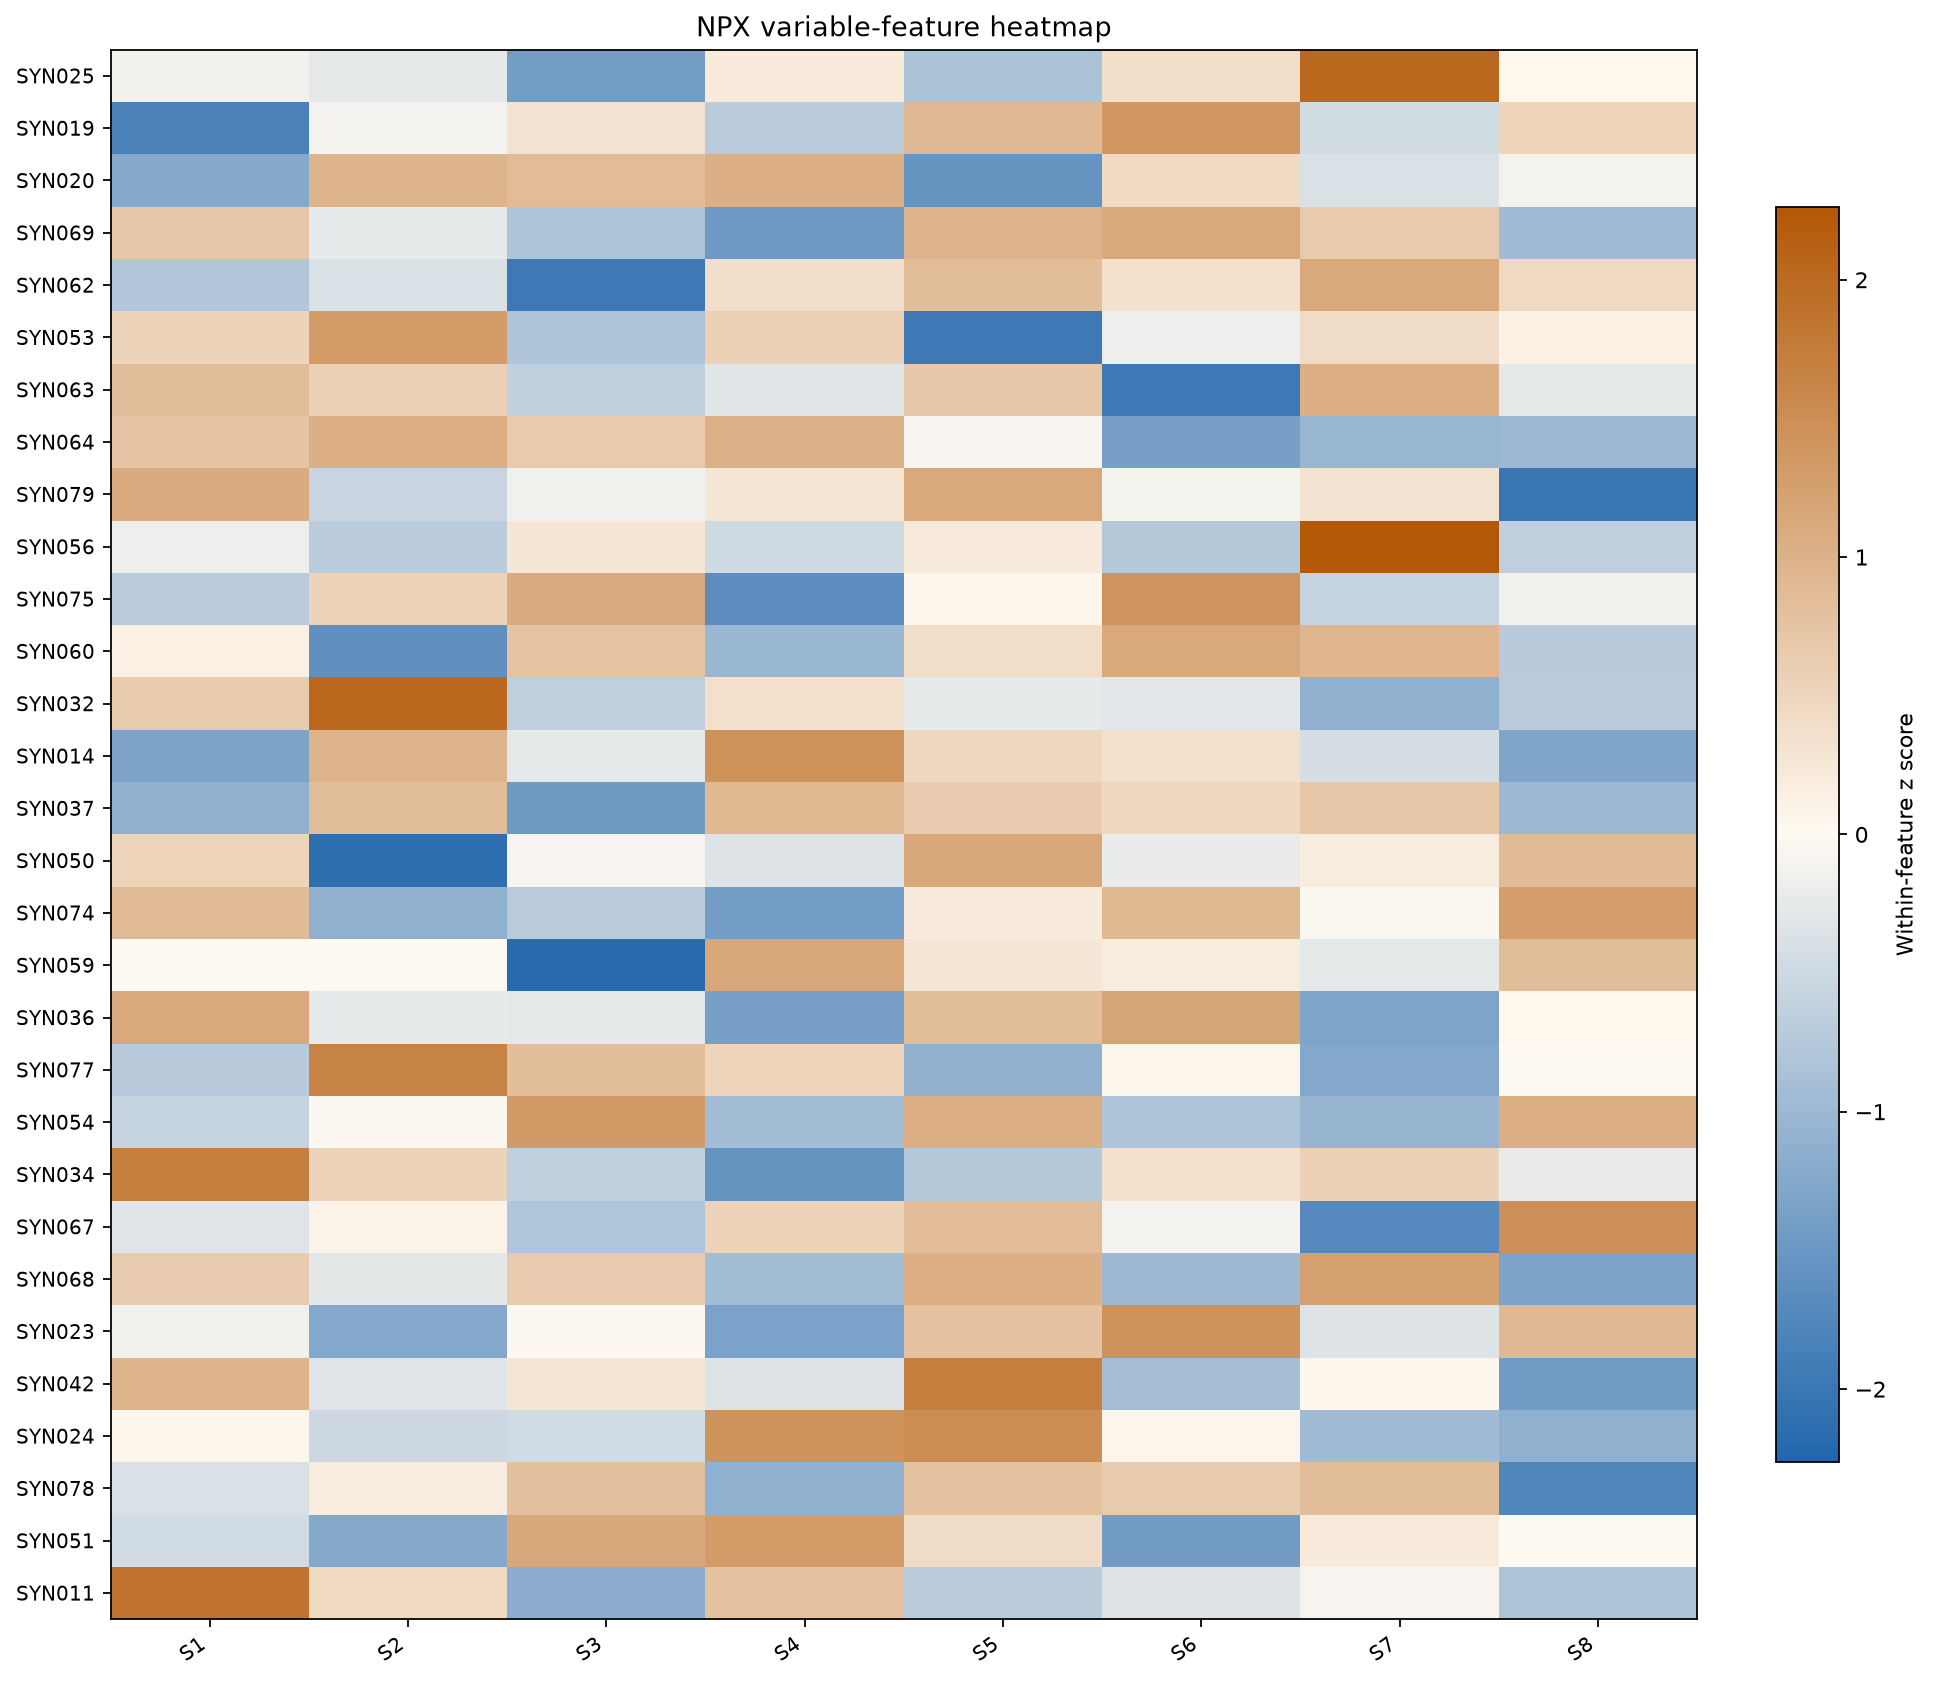 NPX variable-feature heatmap
SYN025
SYN019
SYN020
SYN069
SYN062
SYN053
SYN063
SYN064
SYN079
SYN056
SYN075
SYN060
SYN032
SYN014
SYN037
SYN050
SYN074
SYN059
SYN036
SYN077
SYN054
SYN034
SYN067
SYN068
SYN023
SYN042
SYN024
SYN078
SYN051
SYN011
S1 S2 S3 S4 S5 S6 S7 S8
2
1
0
−1
−2
Within-feature z score